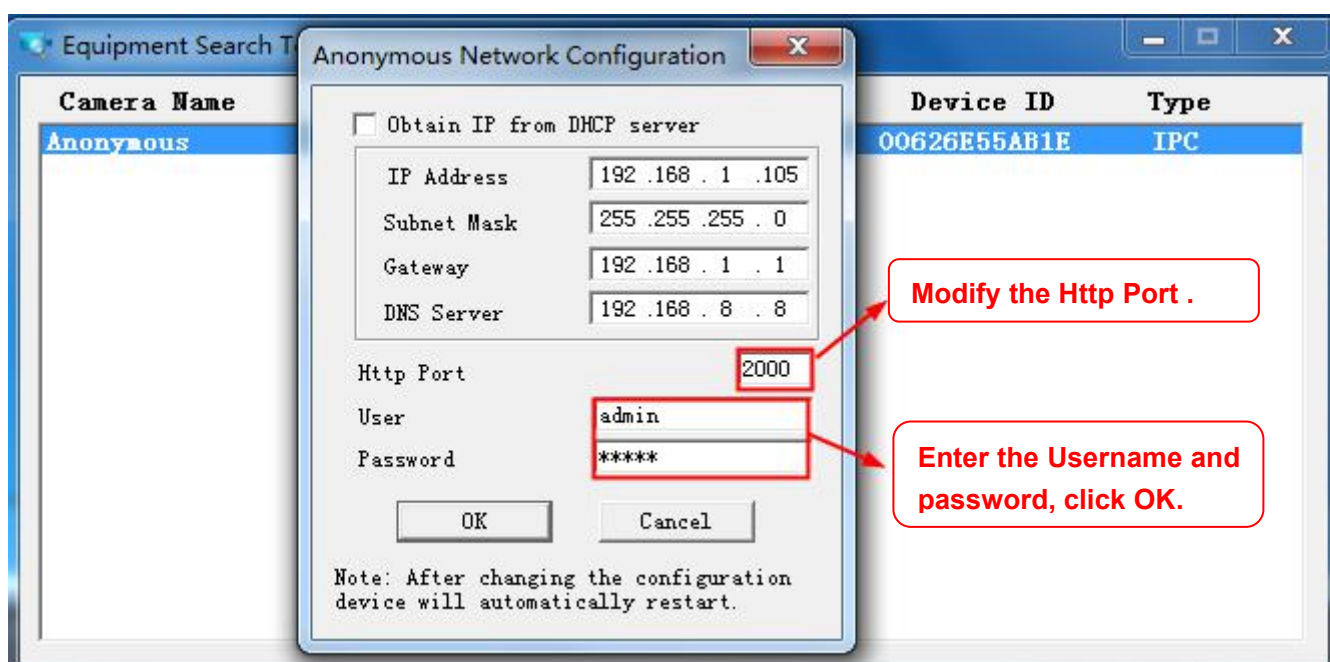 Equipment Search T
Anonymous Network Configuration
Camera Name
Device ID
Type
Anonymous
00626E55AB1E
IPC
Obtain IP from DHCP server
IP Address
192 .168 . 1 .105
Subnet Mask
255 .255 .255 . 0
Gateway
192 .168 . 1 . 1
DNS Server
192 .168 . 8 . 8
Http Port
2000
User
admin
Password
*****
OK
Cancel
Note: After changing the configuration
device will automatically restart.
Modify the Http Port .
Enter the Username and
password, click OK.